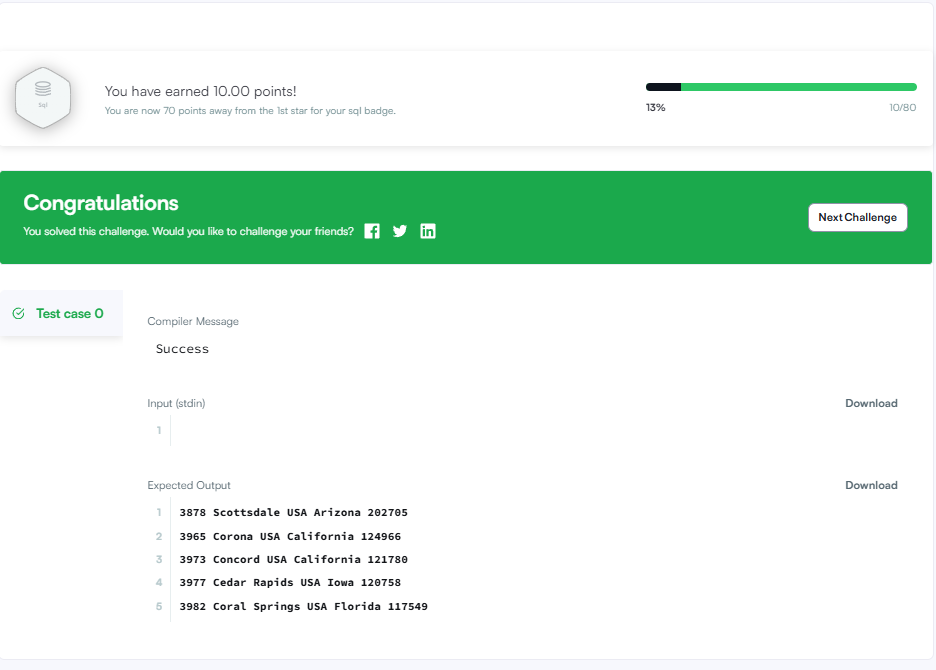 Sql
You have earned 10.00 points!
You are now 70 points away from the 1st star for your sql badge.
13%
10/80
Congratulations
You solved this challenge. Would you like to challenge your friends?
Next Challenge
Test case 0
Compiler Message
Success
Input (stdin)
Download
1
Expected Output
Download
1 3878 Scottsdale USA Arizona 202705
2 3965 Corona USA California 124966
3 3973 Concord USA California 121780
4 3977 Cedar Rapids USA Iowa 120758
5 3982 Coral Springs USA Florida 117549